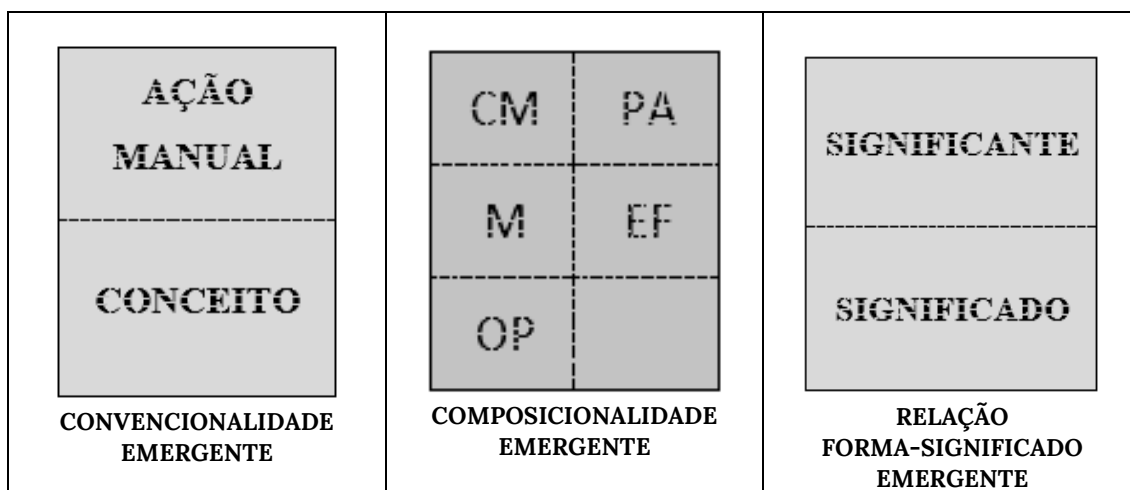 AÇÃO
MANUAL
CONCEITO
CONVENCIONALIDADE
EMERGENTE
CM PA
M EF
OP
COMPOSICIONALIDADE
EMERGENTE
SIGNIFICANTE
SIGNIFICADO
RELAÇÃO
FORMA-SIGNIFICADO
EMERGENTE